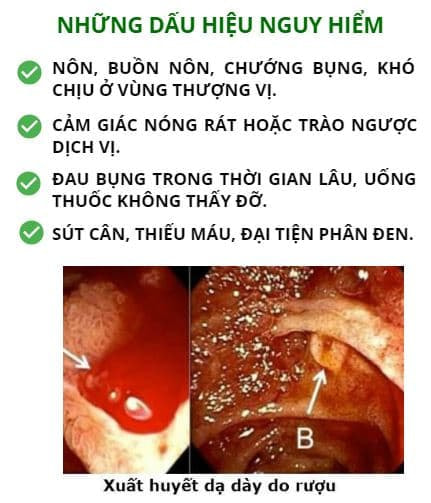 NHỮNG DẤU HIỆU NGUY HIỂM
NÔN, BUỒN NÔN, CHƯỚNG BỤNG, KHÓ
CHỊU Ở VÙNG THƯỢNG VỊ.
CẢM GIÁC NÓNG RÁT HOẶC TRÀO NGƯỢC
DỊCH VỊ.
ĐAU BỤNG TRONG THỜI GIAN LÂU, UỐNG
THUỐC KHÔNG THẤY ĐỠ.
SÚT CÂN, THIẾU MÁU, ĐẠI TIỆN PHÂN ĐEN.
B
Xuất huyết dạ dày do rượu